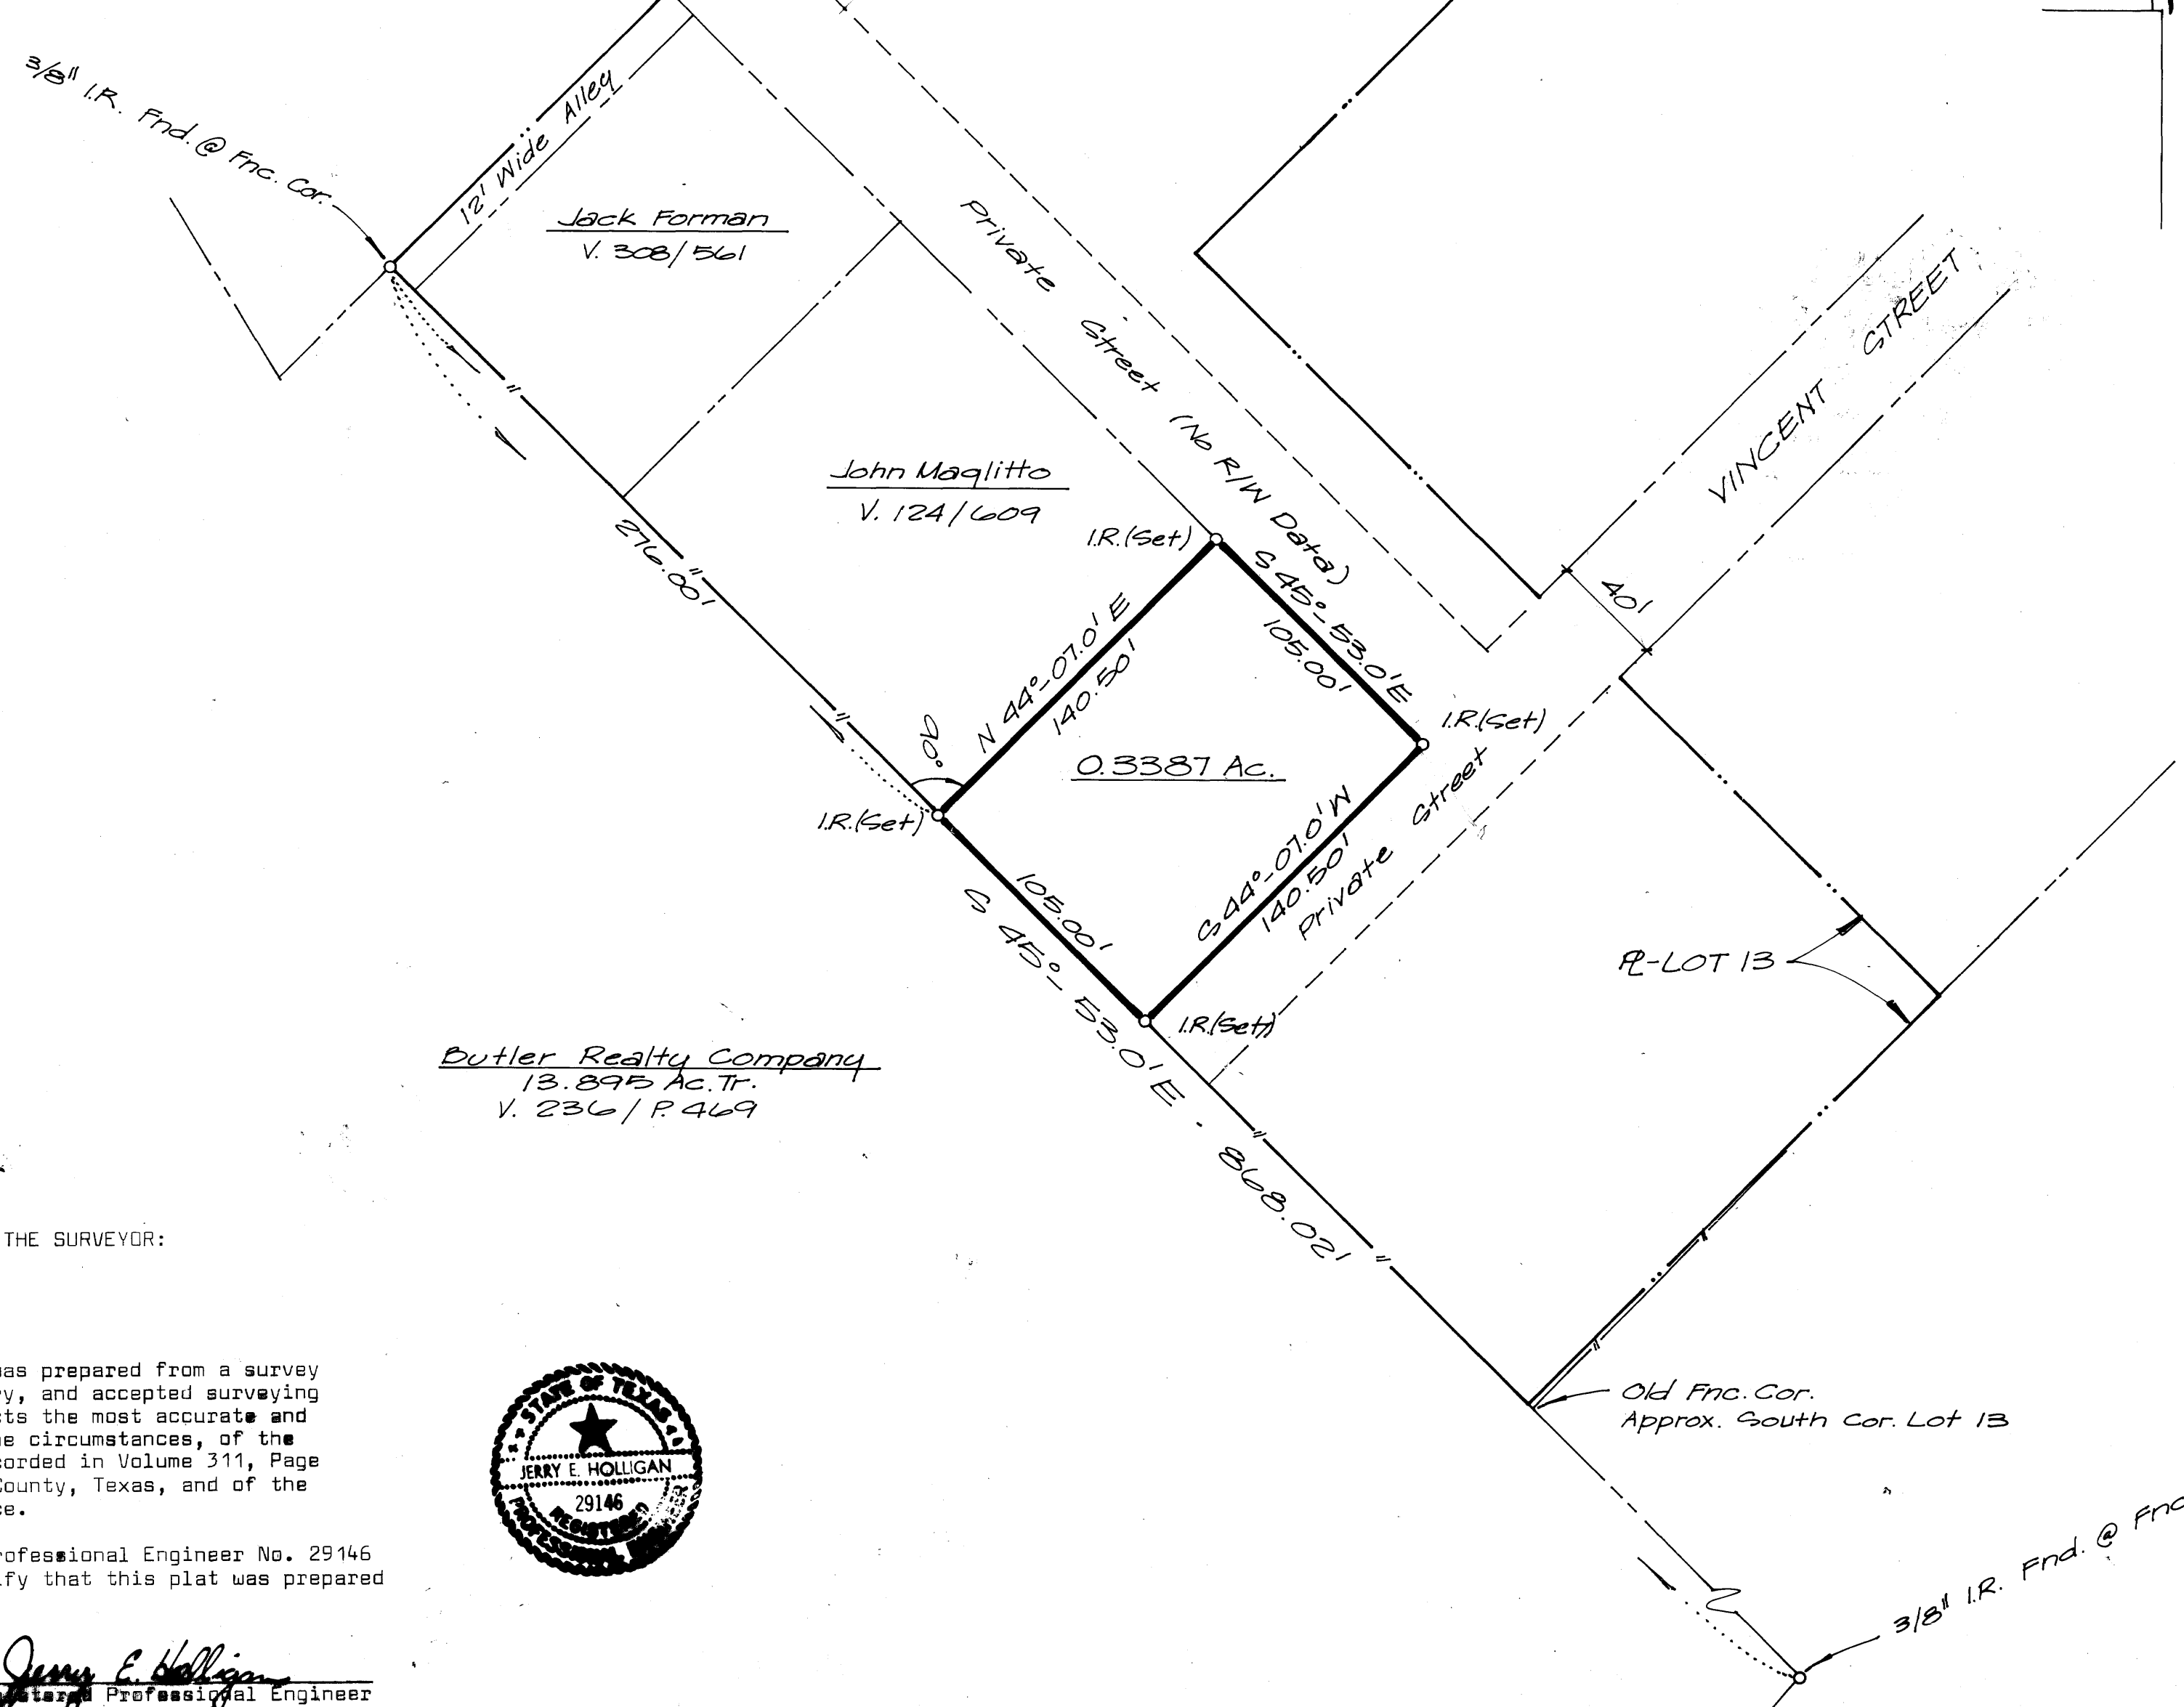 3/8" I.R. Fnd. @ Fnc. Cor.
12' Wide Alley
Jack Forman
V. 308/561
Private Street (No R/W Data)
VINCENT STREET
John Maglitto
V. 124/609
276.00'
I.R.(Set)
S 45°-53.0'E
105.00'
40'
N 44°-07.0'E
140.50'
90°
I.R.(Set)
0.3387 Ac.
I.R.(Set)
S 44°-07.0'W
140.50'
Private Street
105.00'
I.R.(Set)
S 45°-53.0'E - 868.02'
PL-LOT 13
Butler Realty Company
13.895 Ac.Tr.
V. 236/P. 469
THE SURVEYOR:
as prepared from a survey
y, and accepted surveying
ts the most accurate and
e circumstances, of the
orded in Volume 311, Page
County, Texas, and of the
e.
ofessional Engineer No. 29146
fy that this plat was prepared
STATE OF TEXAS
JERRY E. HOLLIGAN
29146
REGISTERED
PROFESSIONAL
Jerry E. Holligan
Professional Engineer
Old Fnc. Cor.
Approx. South Cor. Lot 13
3/8" I.R. Fnd. @ Fnc